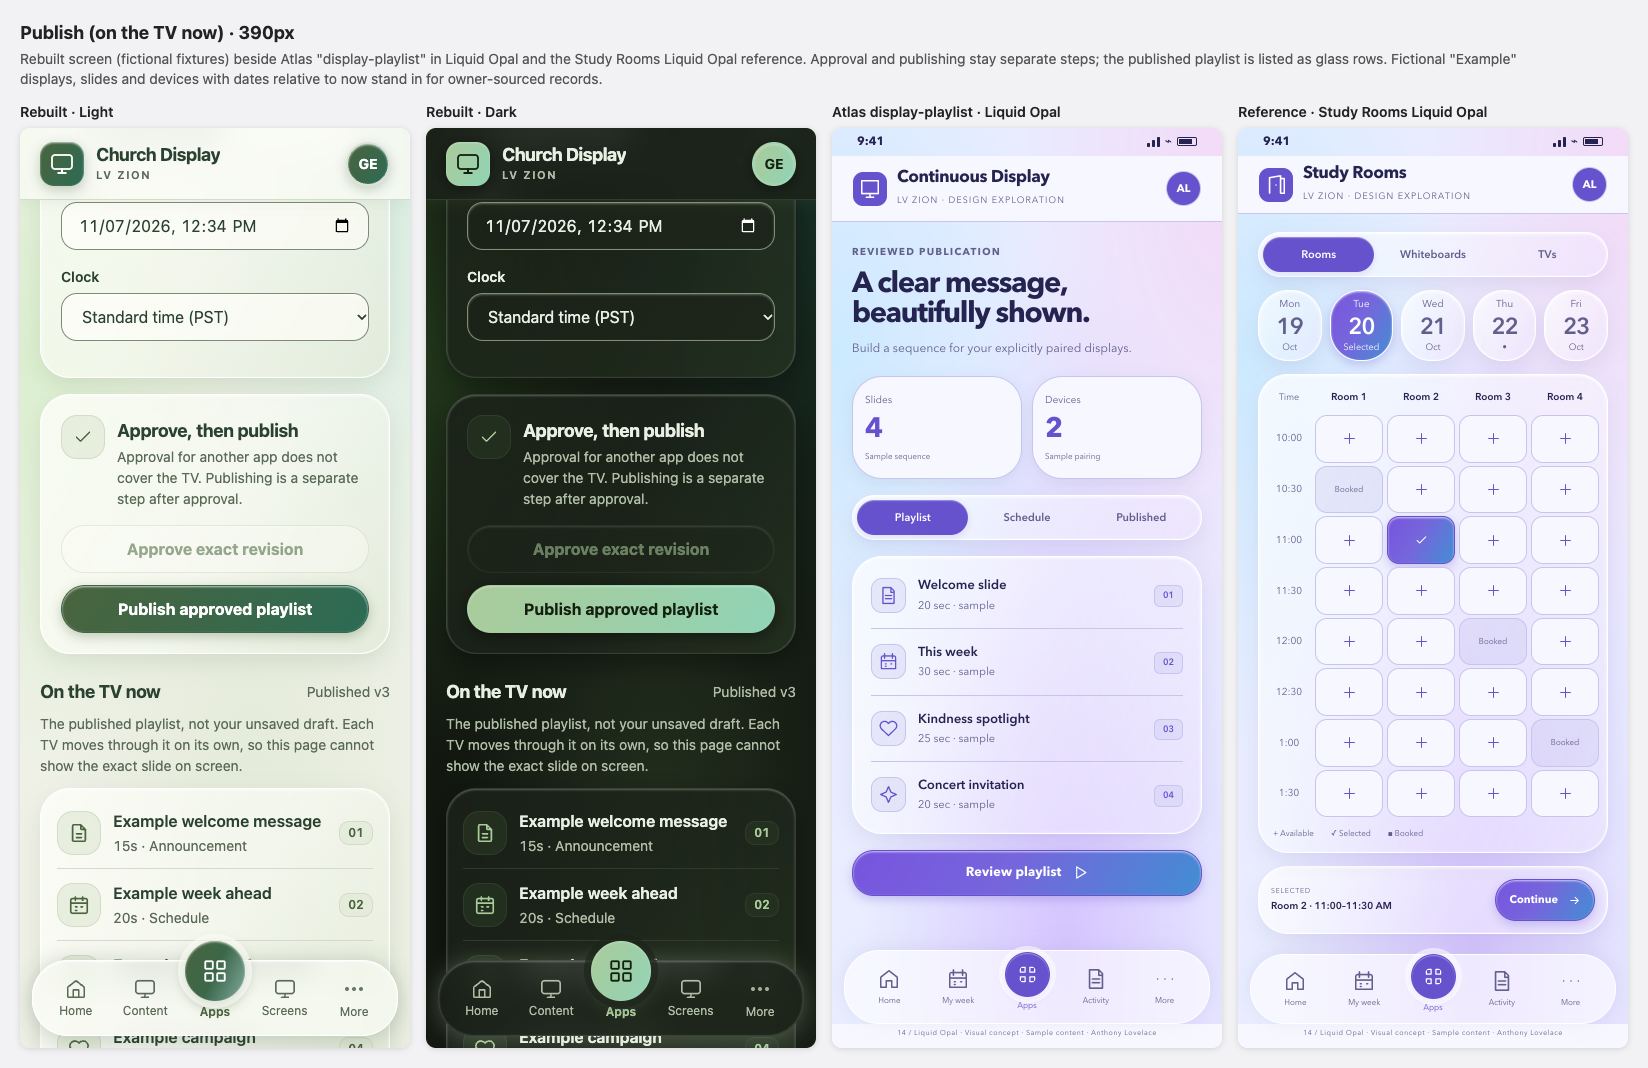 Publish (on the TV now) · 390px
Rebuilt screen (fictional fixtures) beside Atlas "display-playlist" in Liquid Opal and the Study Rooms Liquid Opal reference. Approval and publishing stay separate steps; the published playlist is listed as glass rows. Fictional "Example"
displays, slides and devices with dates relative to now stand in for owner-sourced records.
Rebuilt · Light
Church Display
LV ZION
GE
11/07/2026, 12:34 PM
Clock
Standard time (PST)
Approve, then publish
Approval for another app does not
cover the TV. Publishing is a separate
step after approval.
Approve exact revision
Publish approved playlist
On the TV now
Published v3
The published playlist, not your unsaved draft. Each
TV moves through it on its own, so this page cannot
show the exact slide on screen.
Example welcome message
15s · Announcement
01
Example week ahead
20s · Schedule
02
Home
Content
Apps
Screens
More
Example campaign
04
Rebuilt · Dark
Church Display
LV ZION
GE
11/07/2026, 12:34 PM
Clock
Standard time (PST)
Approve, then publish
Approval for another app does not
cover the TV. Publishing is a separate
step after approval.
Approve exact revision
Publish approved playlist
On the TV now
Published v3
The published playlist, not your unsaved draft. Each
TV moves through it on its own, so this page cannot
show the exact slide on screen.
Example welcome message
15s · Announcement
01
Example week ahead
20s · Schedule
02
Home
Content
Apps
Screens
More
Example campaign
04
Atlas display-playlist · Liquid Opal
9:41
Continuous Display
LV ZION · DESIGN EXPLORATION
AL
REVIEWED PUBLICATION
A clear message,
beautifully shown.
Build a sequence for your explicitly paired displays.
Slides
4
Sample sequence
Devices
2
Sample pairing
Playlist
Schedule
Published
Welcome slide
20 sec · sample
01
This week
30 sec · sample
02
Kindness spotlight
25 sec · sample
03
Concert invitation
20 sec · sample
04
Review playlist
Home
My week
Apps
Activity
More
14 / Liquid Opal · Visual concept · Sample content · Anthony Lovelace
Reference · Study Rooms Liquid Opal
9:41
Study Rooms
LV ZION · DESIGN EXPLORATION
AL
Rooms
Whiteboards
TVs
Mon
19
Oct
Tue
20
Selected
Wed
21
Oct
Thu
22
Fri
23
Oct
Time
Room 1
Room 2
Room 3
Room 4
10:00
10:30
Booked
11:00
11:30
12:00
Booked
12:30
1:00
Booked
1:30
+ Available
✓ Selected
■ Booked
SELECTED
Room 2 · 11:00–11:30 AM
Continue
Home
My week
Apps
Activity
More
14 / Liquid Opal · Visual concept · Sample content · Anthony Lovelace